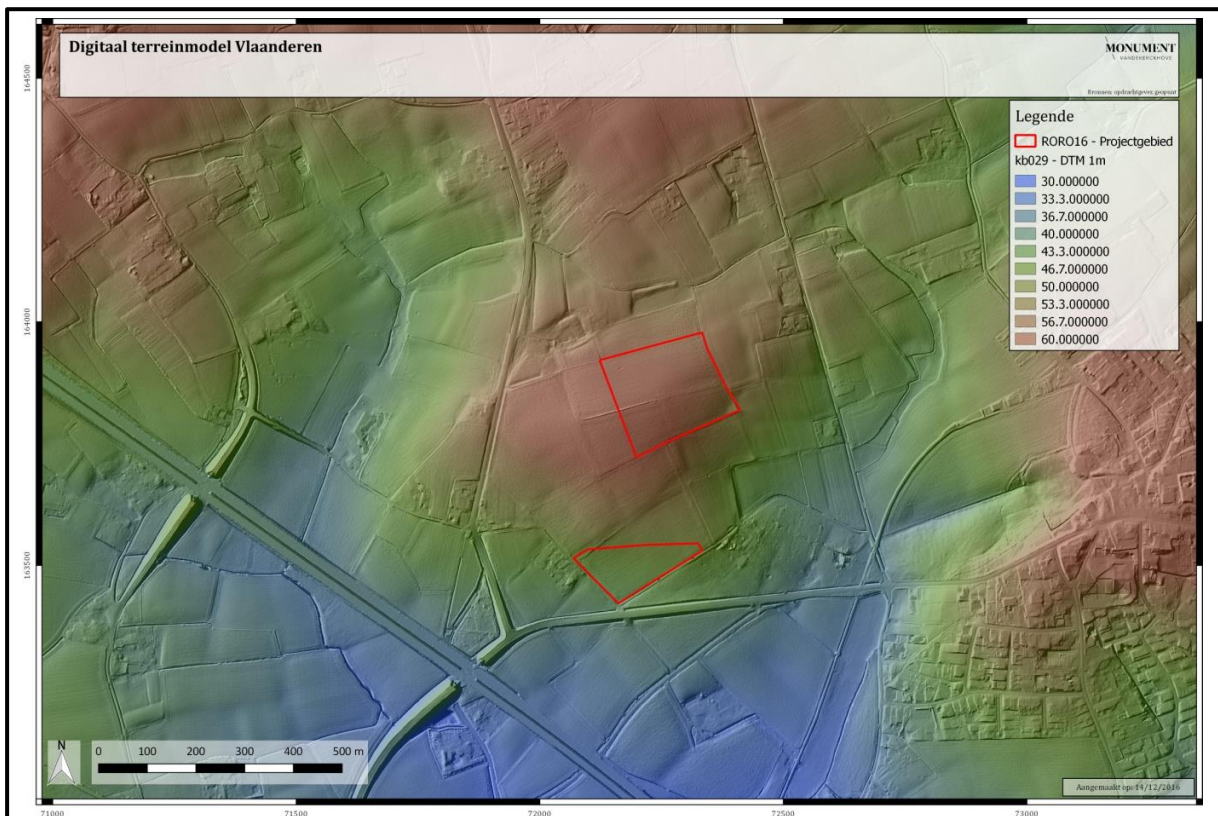 Digitaal terreinmodel Vlaanderen
MONUMENT
VANDEKERCKHOVE
Bronnen: opdrachtgever, geopunt
Legende
RORO16 - Projectgebied
kb029 - DTM 1m
30.000000
33.3.000000
36.7.000000
40.000000
43.3.000000
46.7.000000
50.000000
53.3.000000
56.7.000000
60.000000
164500
164000
163500
N
0 100 200 300 400 500 m
Aangemaakt op: 14/12/2016
71000 71500 72000 72500 73000